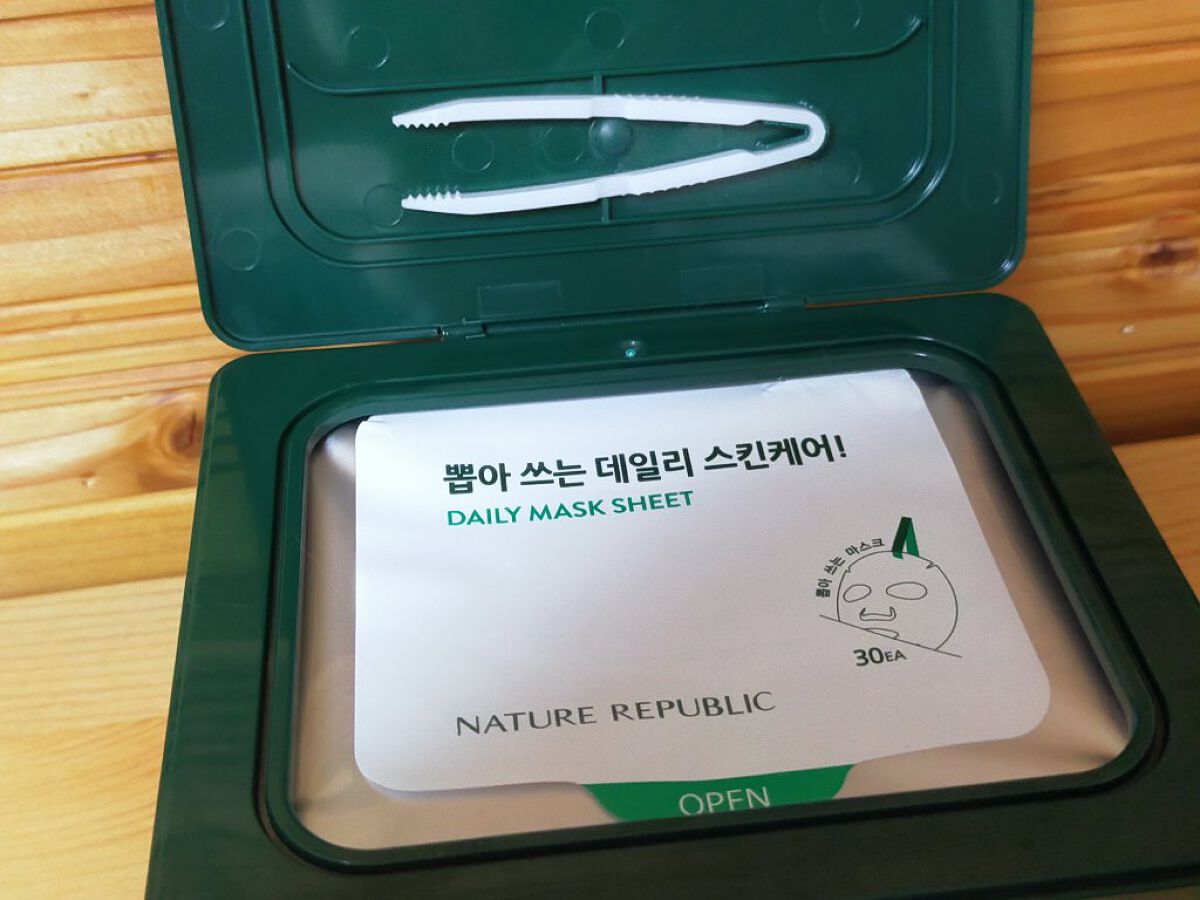 뽑아 쓰는 데일리 스킨케어!
DAILY MASK SHEET
뽑아 쓰는 마스크
30EA
NATURE REPUBLIC
OPEN